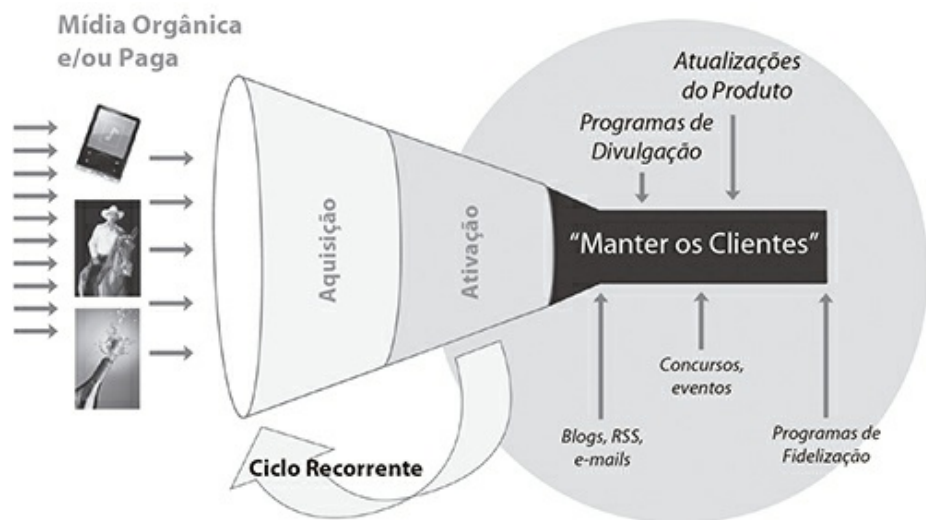 Mídia Orgânica
e/ou Paga
Aquisição
Ativação
Atualizações
do Produto
Programas de
Divulgação
“Manter os Clientes”
Concursos,
eventos
Blogs, RSS,
e-mails
Programas de
Fidelização
Ciclo Recorrente